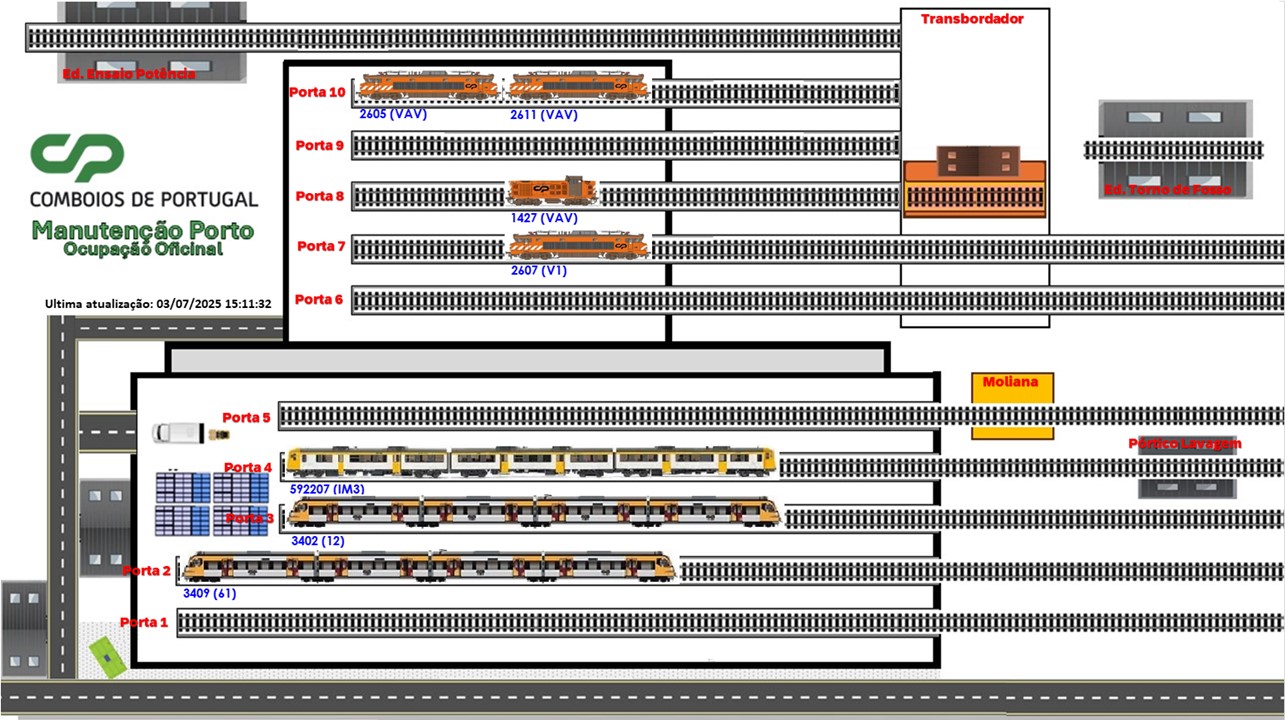 Transbordador
Ed. Ensaio Potência
Porta 10
2605 (VAV)
2611 (VAV)
Porta 9
CP
COMBOIOS DE PORTUGAL
Manutenção Porto
Ocupação Oficinal
Porta 8
1427 (VAV)
Ed. Torno de Fosso
Porta 7
2607 (V1)
Porta 6
Ultima atualização: 03/07/2025 15:11:32
Moliana
Porta 5
Pórtico Lavagem
Porta 4
592207 (IM3)
Porta 3
3402 (12)
Porta 2
3409 (61)
Porta 1